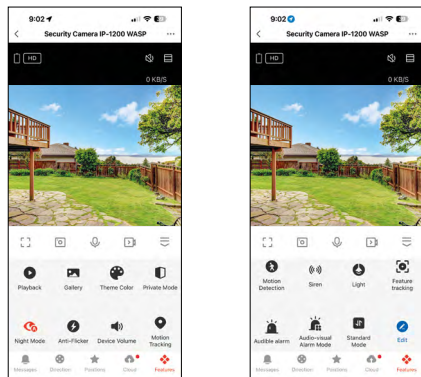 9:02
Security Camera IP-1200 WASP
HD
0 KB/S
Playback
Gallery
Theme Color
Private Mode
Night Mode
Anti-Flicker
Device Volume
Motion
Tracking
Messages
Direction
Positions
Cloud
Features
9:02
Security Camera IP-1200 WASP
HD
0 KB/S
Motion
Detection
Siren
Light
Feature
tracking
Audible alarm
Audio-visual
Alarm Mode
Standard
Mode
Edit
Messages
Direction
Positions
Cloud
Features